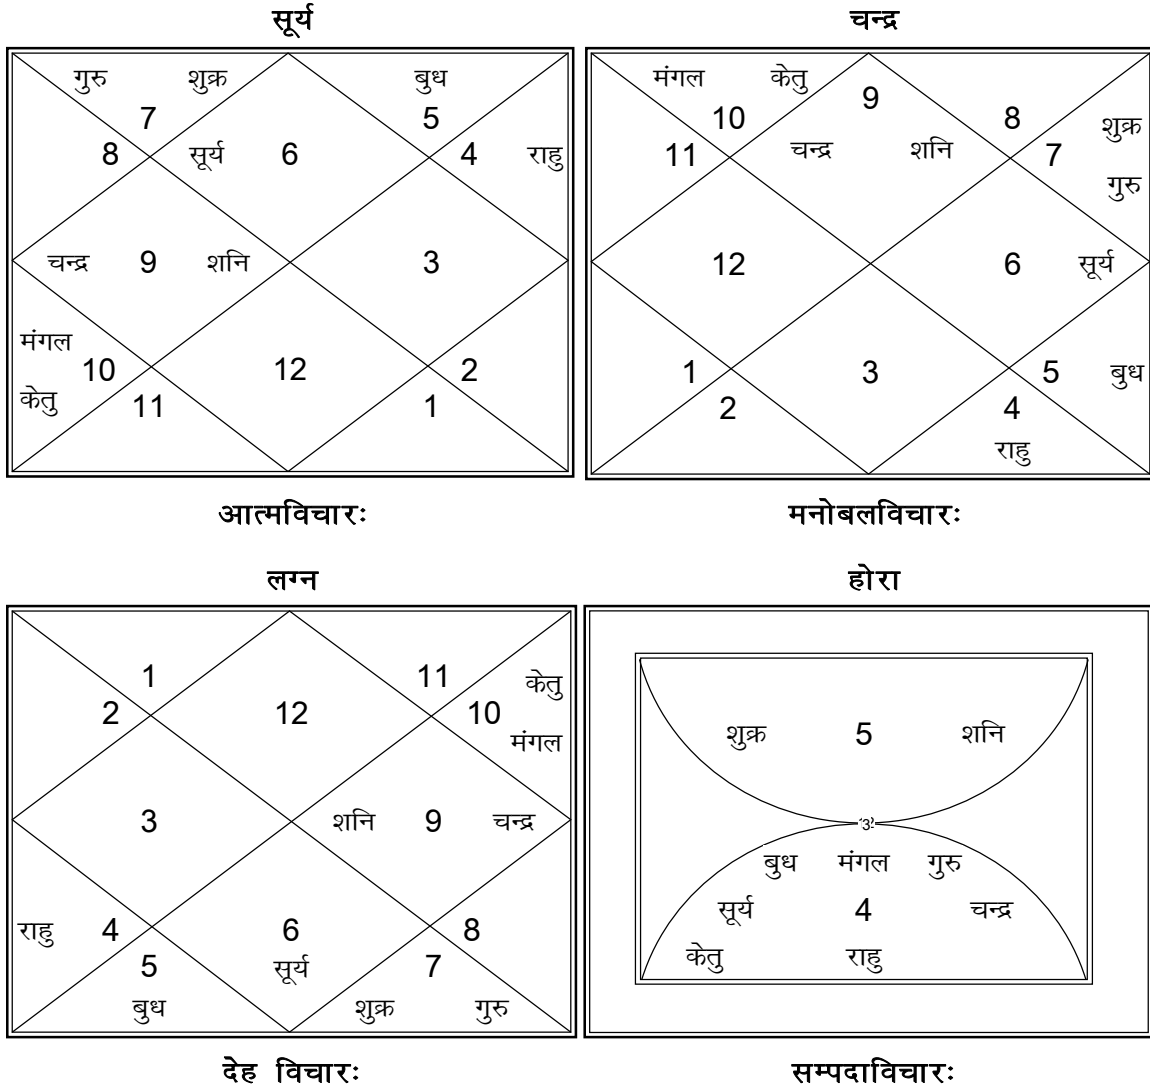 सूर्य
गुरु शुक्र बुध
7 5
8 सूर्य 6 4 राहु
चन्द्र 9 शनि 3
मंगल
10 12 2
केतु 11 1
आत्मविचारः
चन्द्र
मंगल केतु 9
10 8 शुक्र
11 चन्द्र शनि 7
गुरु
12 6 सूर्य
1 3 5 बुध
2 4
राहु
मनोबलविचारः
लग्न
1 11 केतु
2 12 10
मंगल
3 शनि 9 चन्द्र
राहु 4 6 8
5 सूर्य 7
बुध शुक्र गुरु
देह विचारः
होरा
शुक्र 5 शनि
बुध मंगल गुरु
सूर्य 4 चन्द्र
केतु राहु
सम्पदाविचारः